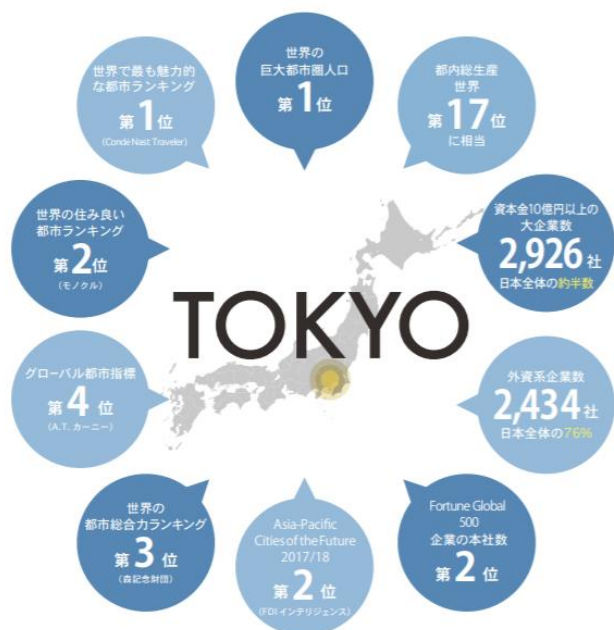 世界の
巨大都市圏人口
第1位
都内総生産
世界
第17位
に相当
資本金10億円以上の
大企業数
2,926 社
日本全体の約半数
外資系企業数
2,434 社
日本全体の76%
Fortune Global
500
企業の本社数
第2位
Asia-Pacific
Cities of the Future
2017/18
第2位
(FDI インテリジェンス)
世界の
都市総合力ランキング
第3位
(森記念財団)
グローバル都市指標
第4位
(A.T. カーニー)
世界の住み良い
都市ランキング
第2位
(モノクル)
世界で最も魅力的
な都市ランキング
第1位
(Conde Nast Traveler)
TOKYO